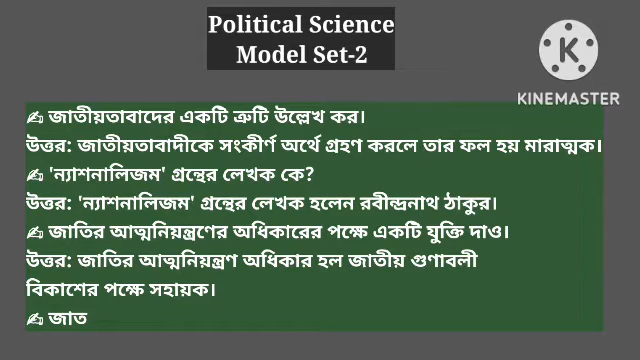 Political Science
Model Set-2
K
KINEMASTER
✍ জাতীয়তাবাদের একটি ত্রুটি উল্লেখ কর।
উত্তর: জাতীয়তাবাদীকে সংকীর্ণ অর্থে গ্রহণ করলে তার ফল হয় মারাত্মক।
✍ 'ন্যাশনালিজম' গ্রন্থের লেখক কে?
উত্তর: 'ন্যাশনালিজম' গ্রন্থের লেখক হলেন রবীন্দ্রনাথ ঠাকুর।
✍ জাতির আত্মনিয়ন্ত্রণের অধিকারের পক্ষে একটি যুক্তি দাও।
উত্তর: জাতির আত্মনিয়ন্ত্রণ অধিকার হল জাতীয় গুণাবলী
বিকাশের পক্ষে সহায়ক।
✍ জাত